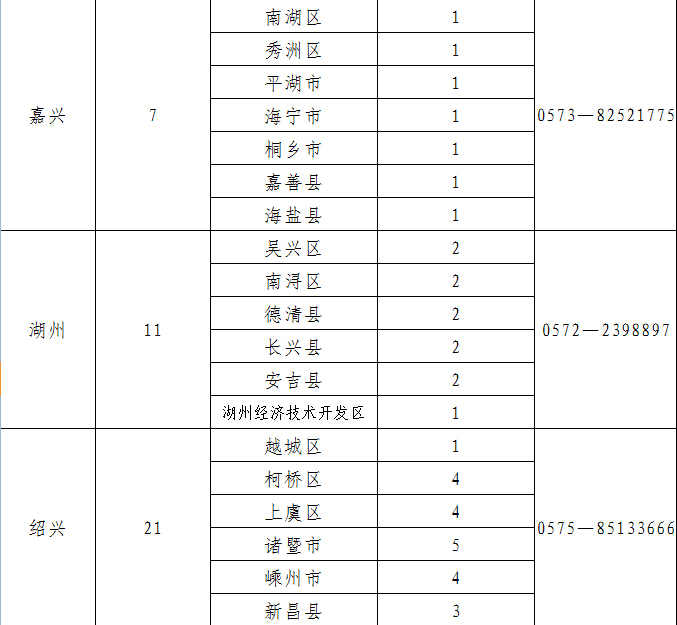 嘉兴 7 南湖区 1 0573—82521775
秀洲区 1
平湖市 1
海宁市 1
桐乡市 1
嘉善县 1
海盐县 1
湖州 11 吴兴区 2 0572—2398897
南浔区 2
德清县 2
长兴县 2
安吉县 2
湖州经济技术开发区 1
绍兴 21 越城区 1 0575—85133666
柯桥区 4
上虞区 4
诸暨市 5
嵊州市 4
新昌县 3